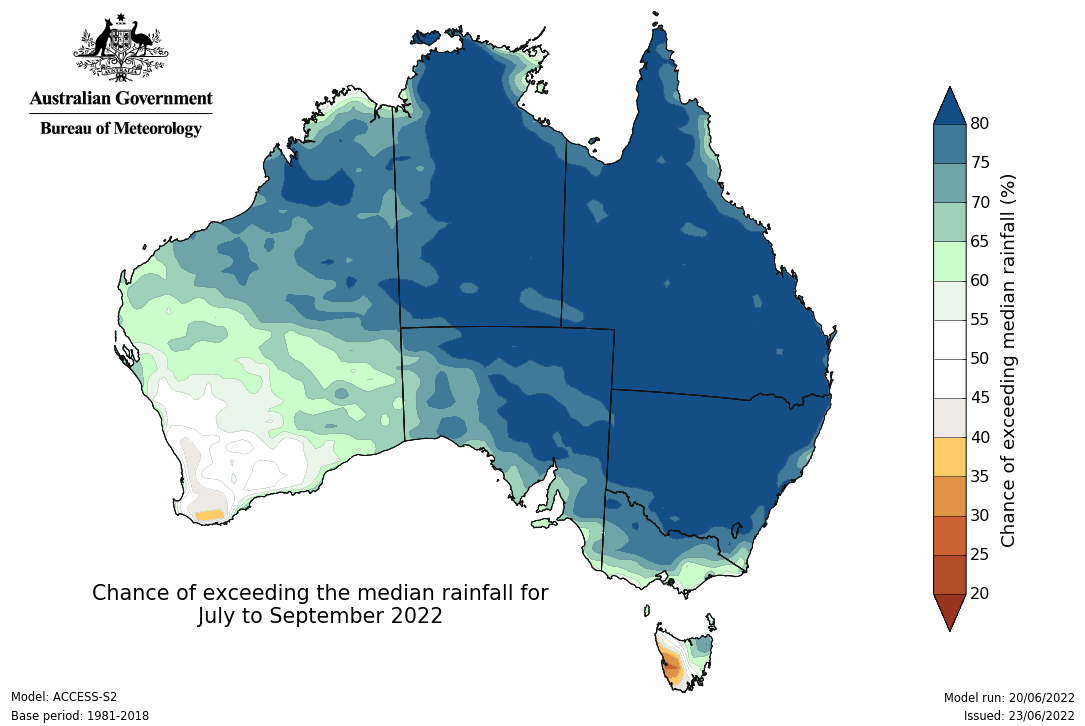 Australian Government
Bureau of Meteorology
80
75
70
65
60
55
50
45
40
35
30
25
20
Chance of exceeding median rainfall (%)
Chance of exceeding the median rainfall for
July to September 2022
Model: ACCESS-S2
Base period: 1981-2018
Model run: 20/06/2022
Issued: 23/06/2022